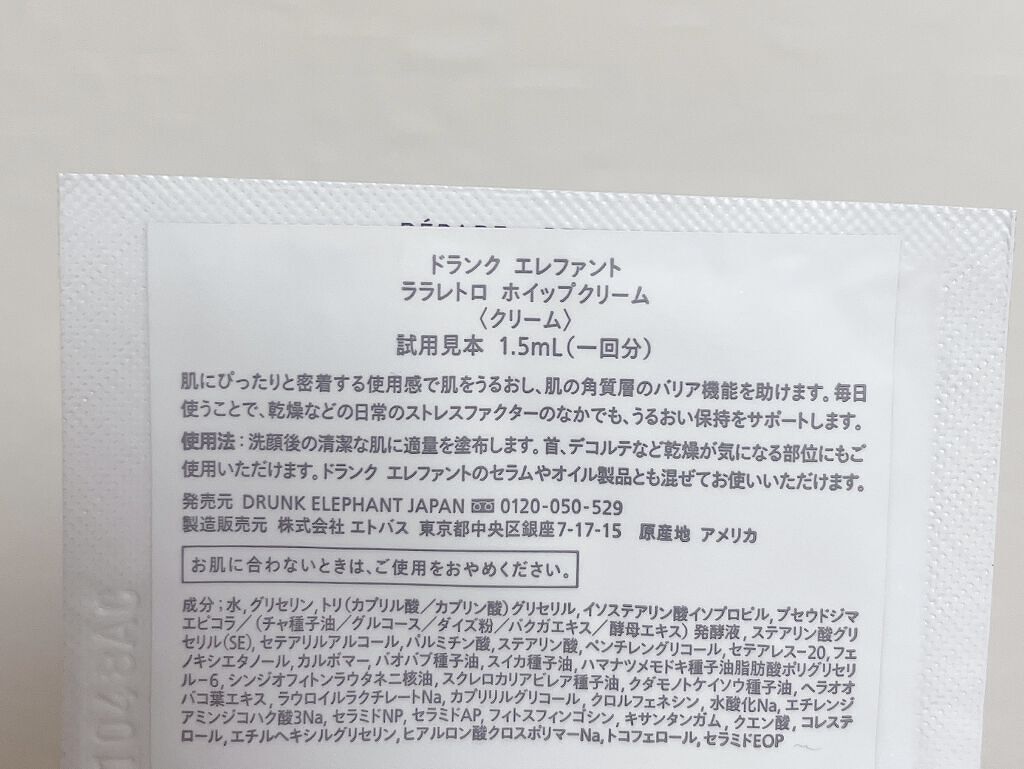 ドランク エレファント
ララレトロ ホイップクリーム
〈クリーム〉
試用見本 1.5mL(一回分)
肌にぴったりと密着する使用感で肌をうるおし、肌の角質層のバリア機能を助けます。毎日
使うことで、乾燥などの日常のストレスファクターのなかでも、うるおい保持をサポートします。
使用法：洗顔後の清潔な肌に適量を塗布します。首、デコルテなど乾燥が気になる部位にもご
使用いただけます。ドランク エレファントのセラムやオイル製品とも混ぜてお使いいただけます。
発売元 DRUNK ELEPHANT JAPAN 0120-050-529
製造販売元 株式会社 エトバス 東京都中央区銀座7-17-15 原産地 アメリカ
お肌に合わないときは、ご使用をおやめください。
成分；水,グリセリン,トリ(カプリル酸／カプリン酸)グリセリル,イソステアリン酸イソプロピル,プセウドジマ
エピコラ／(チャ種子油／グルコース／ダイズ粉／バクガエキス／酵母エキス)発酵液,ステアリン酸グリ
セリル(SE),セテアリルアルコール,パルミチン酸,ステアリン酸,ペンチレングリコール,セテアレス-20,フェ
ノキシエタノール,カルボマー,バオバブ種子油,スイカ種子油,ハマナツメモドキ種子油脂肪酸ポリグリセリ
ル-6,シンジオフィトンラウタネニ核油,スクレロカリアビレア種子油,クダモノトケイソウ種子油,ヘラオオ
バコ葉エキス,ラウロイルラクチレートNa,カプリリルグリコール,クロルフェネシン,水酸化Na,エチレンジ
アミンジコハク酸3Na,セラミドNP,セラミドAP,フィトスフィンゴシン,キサンタンガム,クエン酸,コレステ
ロール,エチルヘキシルグリセリン,ヒアルロン酸クロスポリマーNa,トコフェロール,セラミドEOP